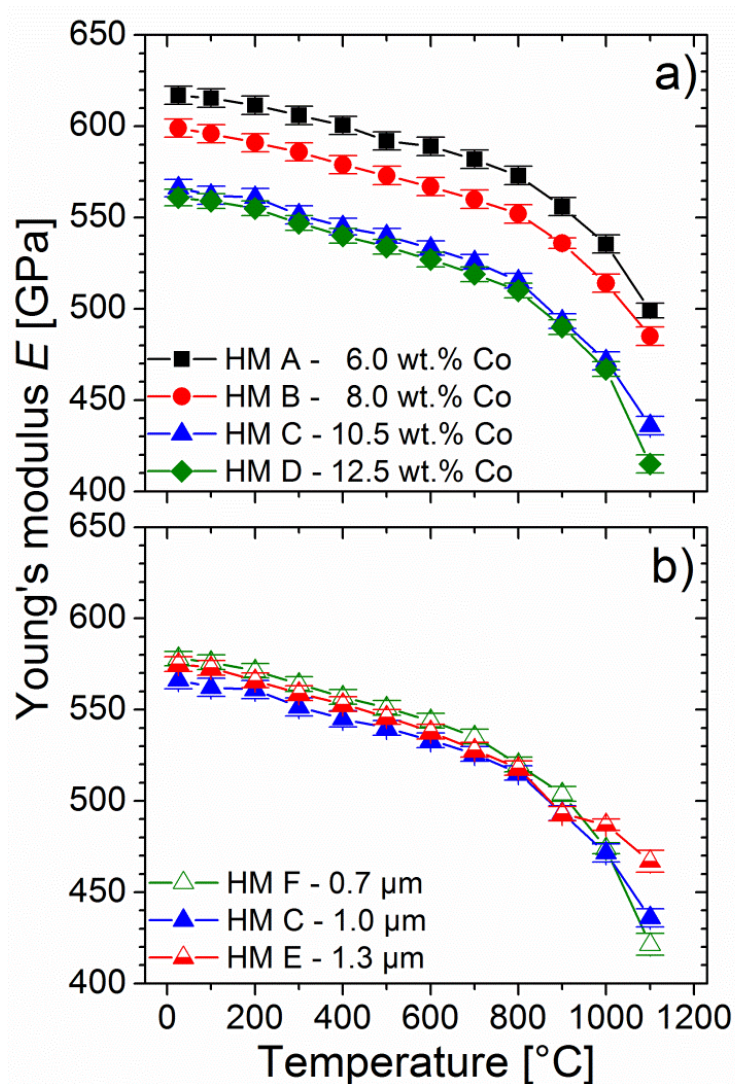 650
a)
600
550
500
450
400
HM A - 6.0 wt.% Co
HM B - 8.0 wt.% Co
HM C - 10.5 wt.% Co
HM D - 12.5 wt.% Co
Young's modulus E [GPa]
650
b)
600
550
500
450
400
HM F - 0.7 µm
HM C - 1.0 µm
HM E - 1.3 µm
0 200 400 600 800 1000 1200
Temperature [°C]